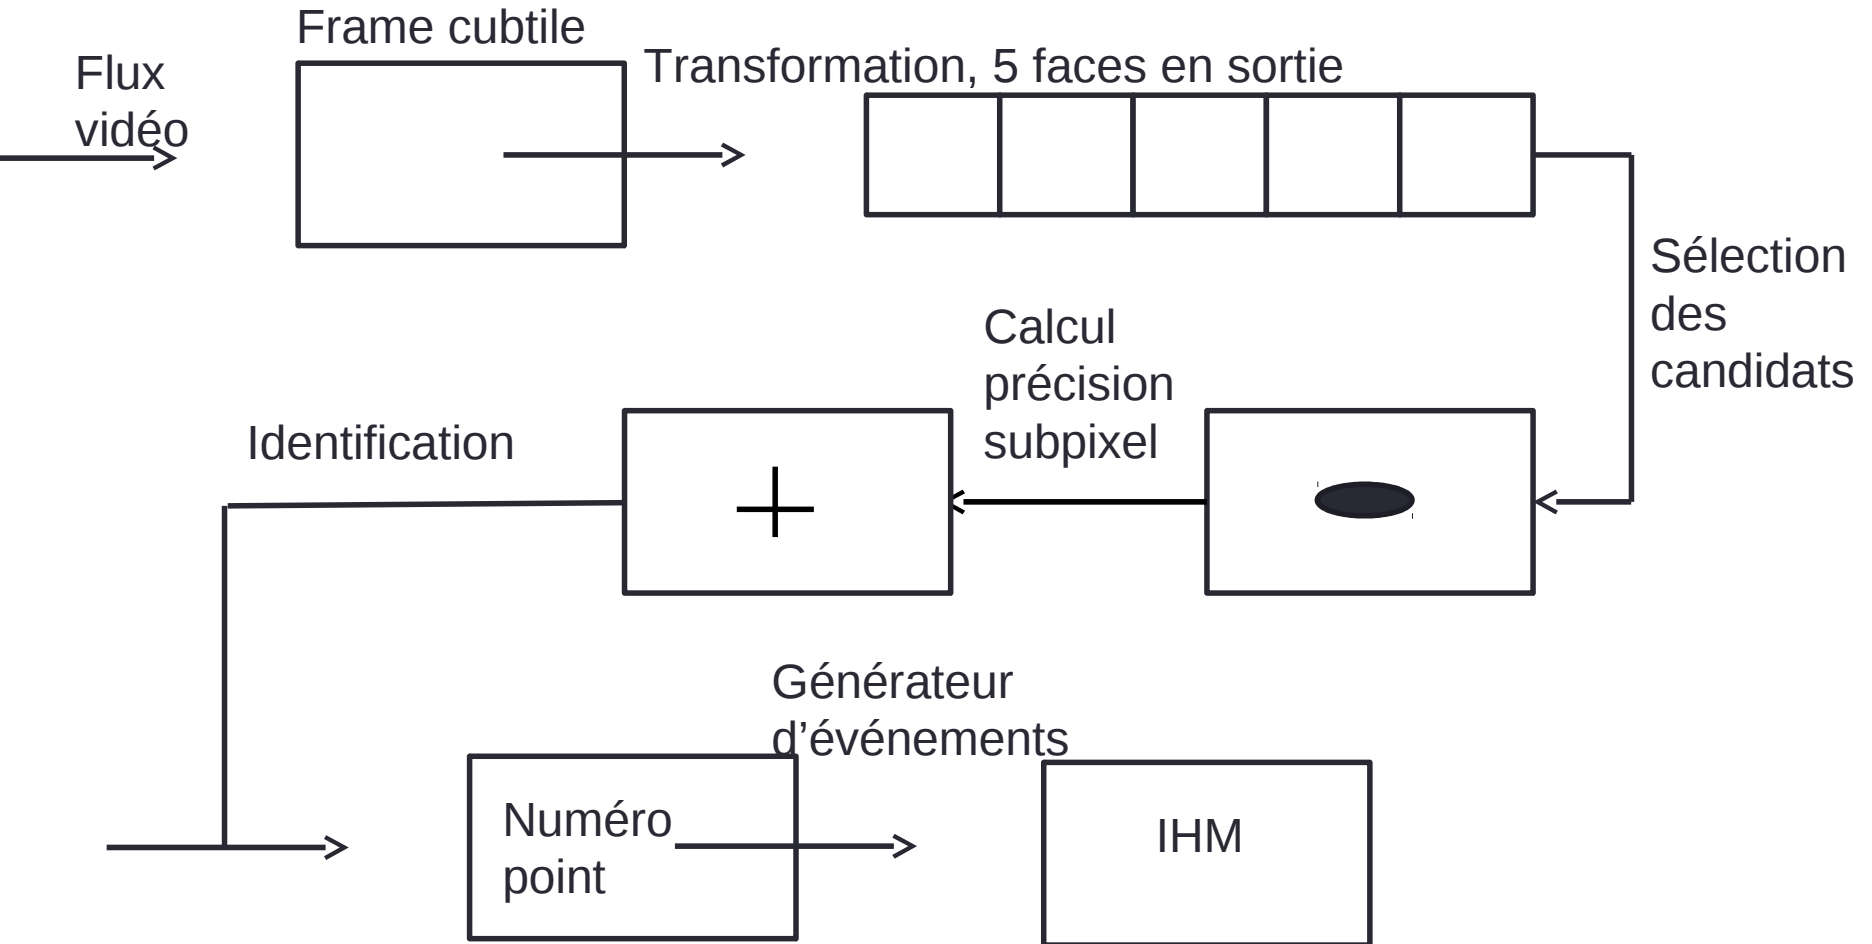 Frame cubtile
Flux
vidéo
Transformation, 5 faces en sortie
Sélection
des
candidats
Calcul
précision
subpixel
Identification
Générateur
d’événements
Numéro
point
IHM